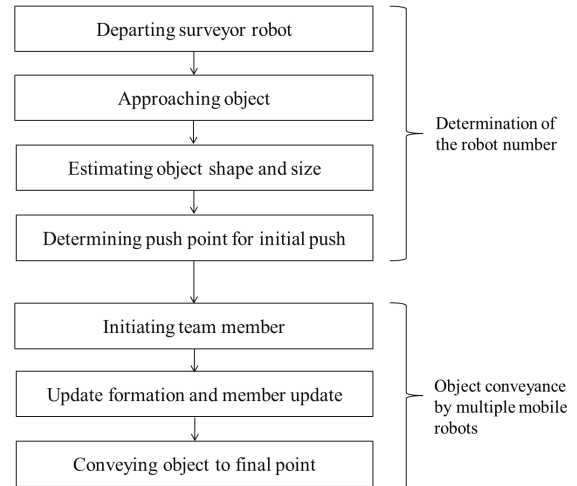 Departing surveyor robot
Approaching object
Estimating object shape and size
Determining push point for initial push
Determination of
the robot number
Initiating team member
Update formation and member update
Conveying object to final point
Object conveyance
by multiple mobile
robots